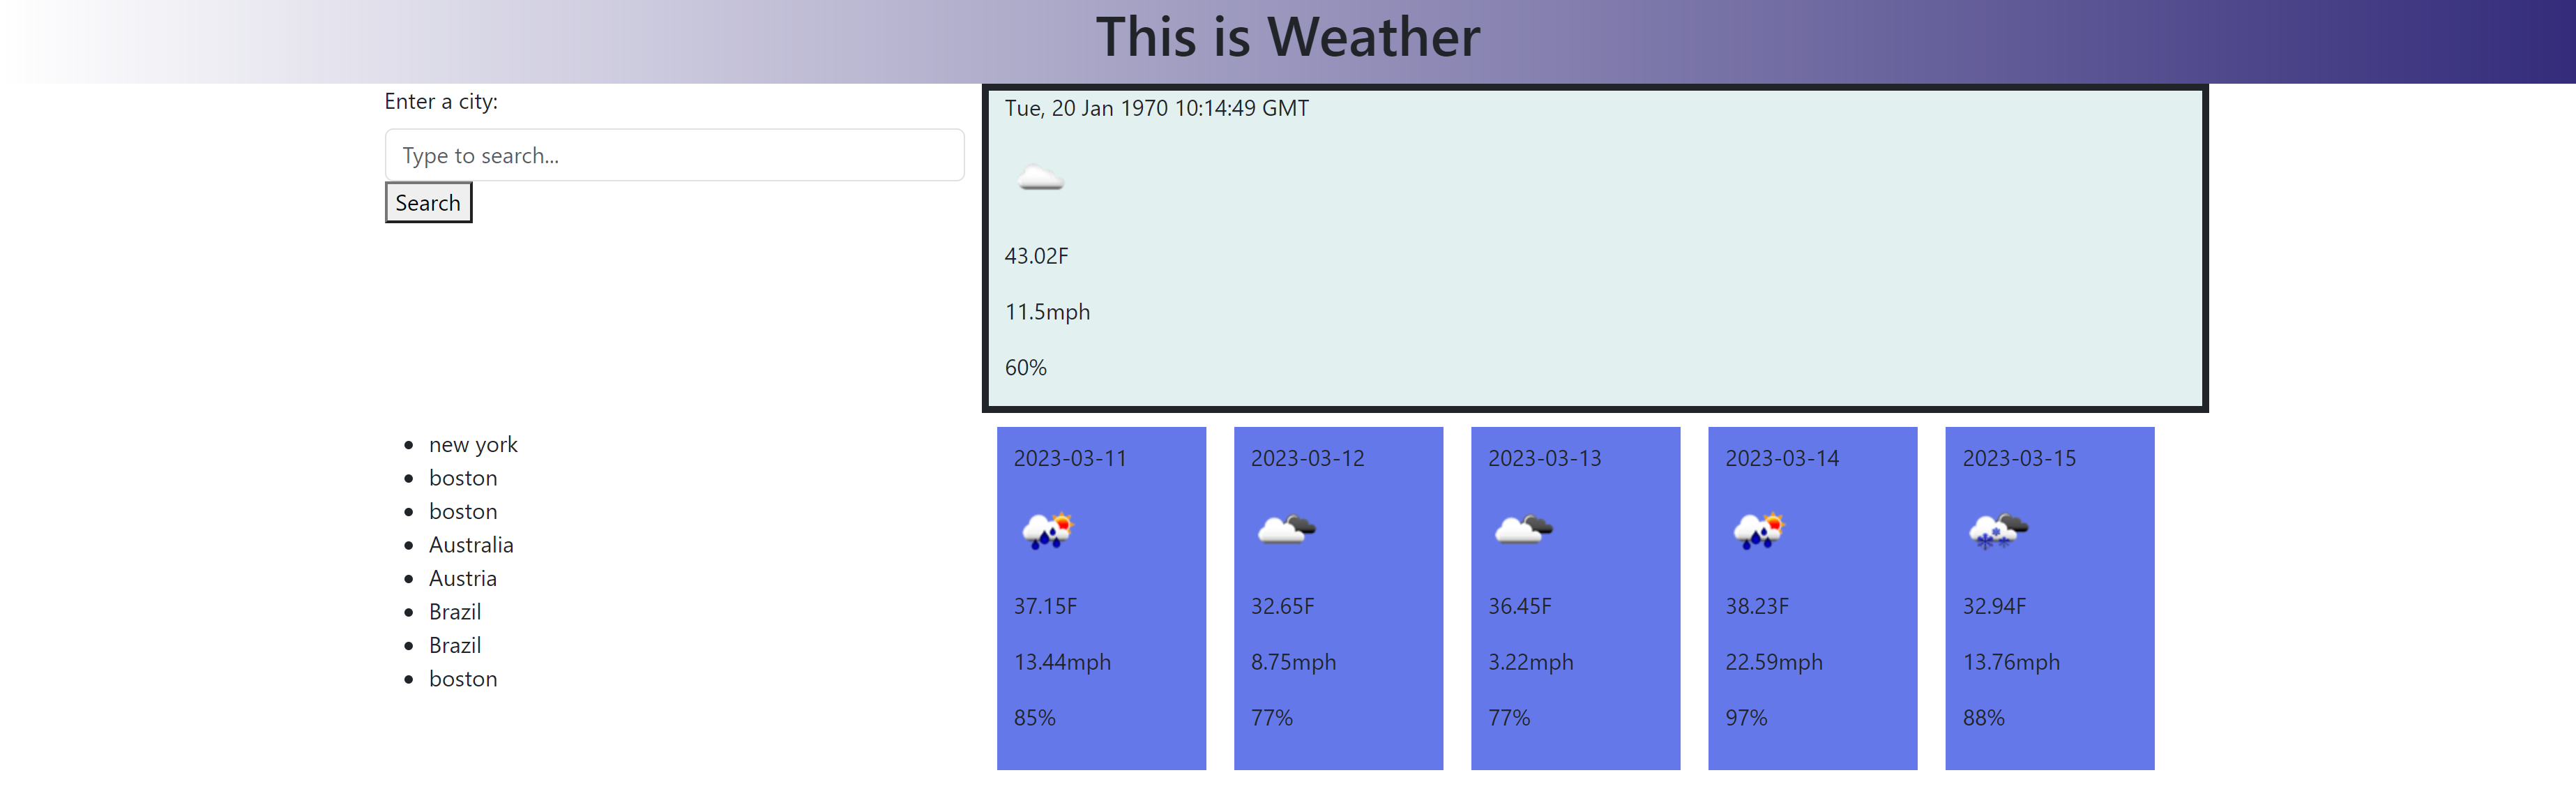 This is Weather
Enter a city:
Type to search...
Search
Tue, 20 Jan 1970 10:14:49 GMT
43.02F
11.5mph
60%
new york
boston
boston
Australia
Austria
Brazil
Brazil
boston
2023-03-11
37.15F
13.44mph
85%
2023-03-12
32.65F
8.75mph
77%
2023-03-13
36.45F
3.22mph
77%
2023-03-14
38.23F
22.59mph
97%
2023-03-15
32.94F
13.76mph
88%